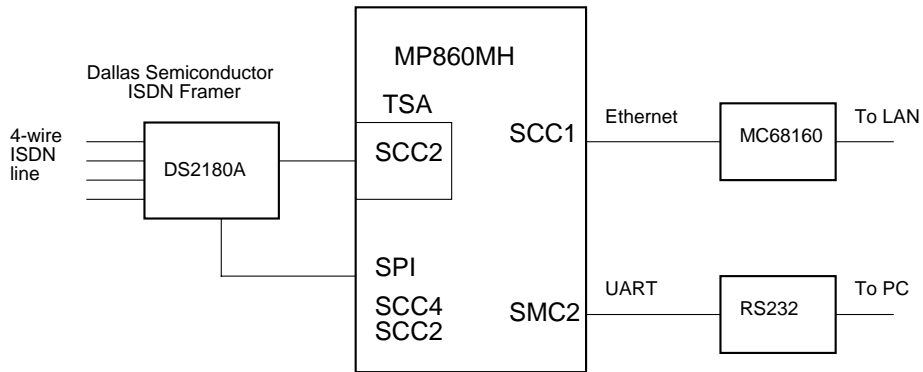 Dallas Semiconductor
ISDN Framer
4-wire
ISDN
line
DS2180A
MP860MH
TSA
SCC2
SPI
SCC4
SCC2
SCC1
SMC2
Ethernet
MC68160
To LAN
UART
RS232
To PC